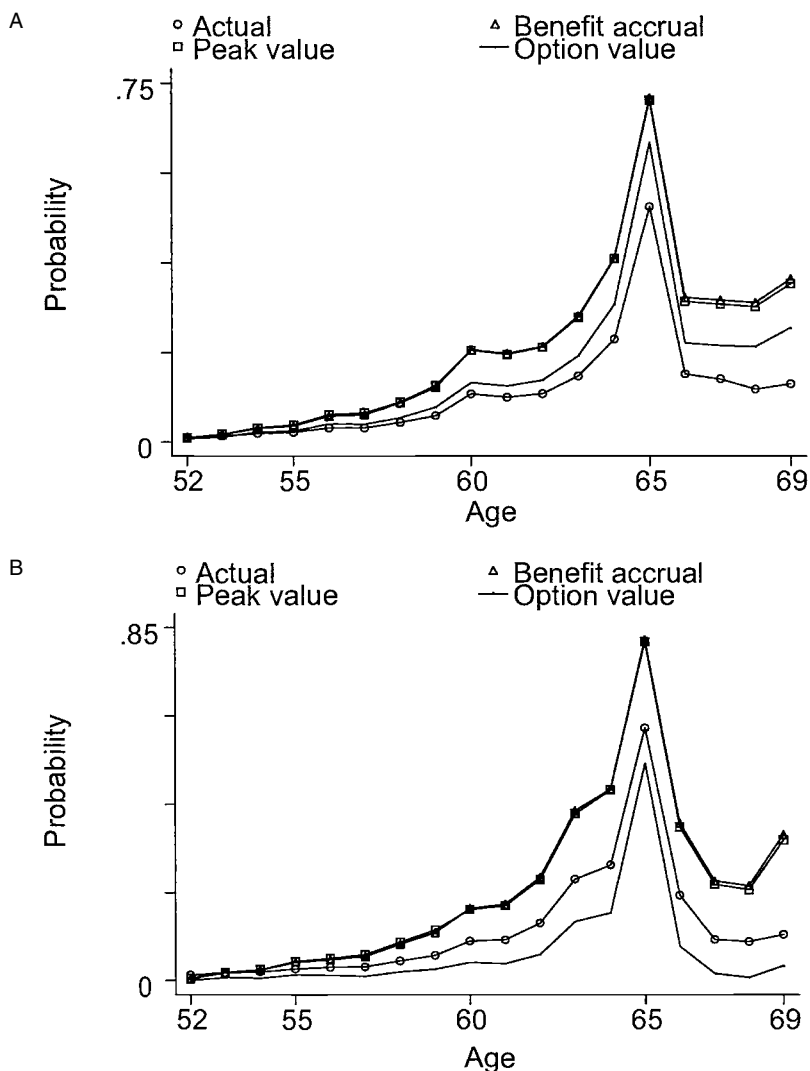 A
Actual
Benefit accrual
Peak value
Option value
.75
Probability
0
52
55
60
65
69
Age
B
Actual
Benefit accrual
Peak value
Option value
.85
Probability
0
52
55
60
65
69
Age